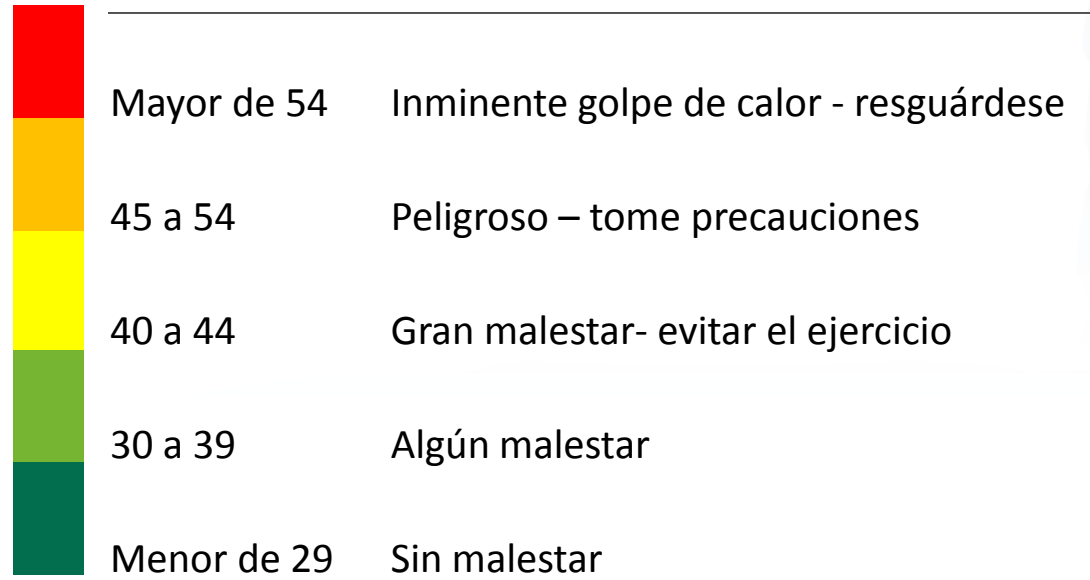 Mayor de 54 Inminente golpe de calor - resguárdese
45 a 54 Peligroso – tome precauciones
40 a 44 Gran malestar- evitar el ejercicio
30 a 39 Algún malestar
Menor de 29 Sin malestar